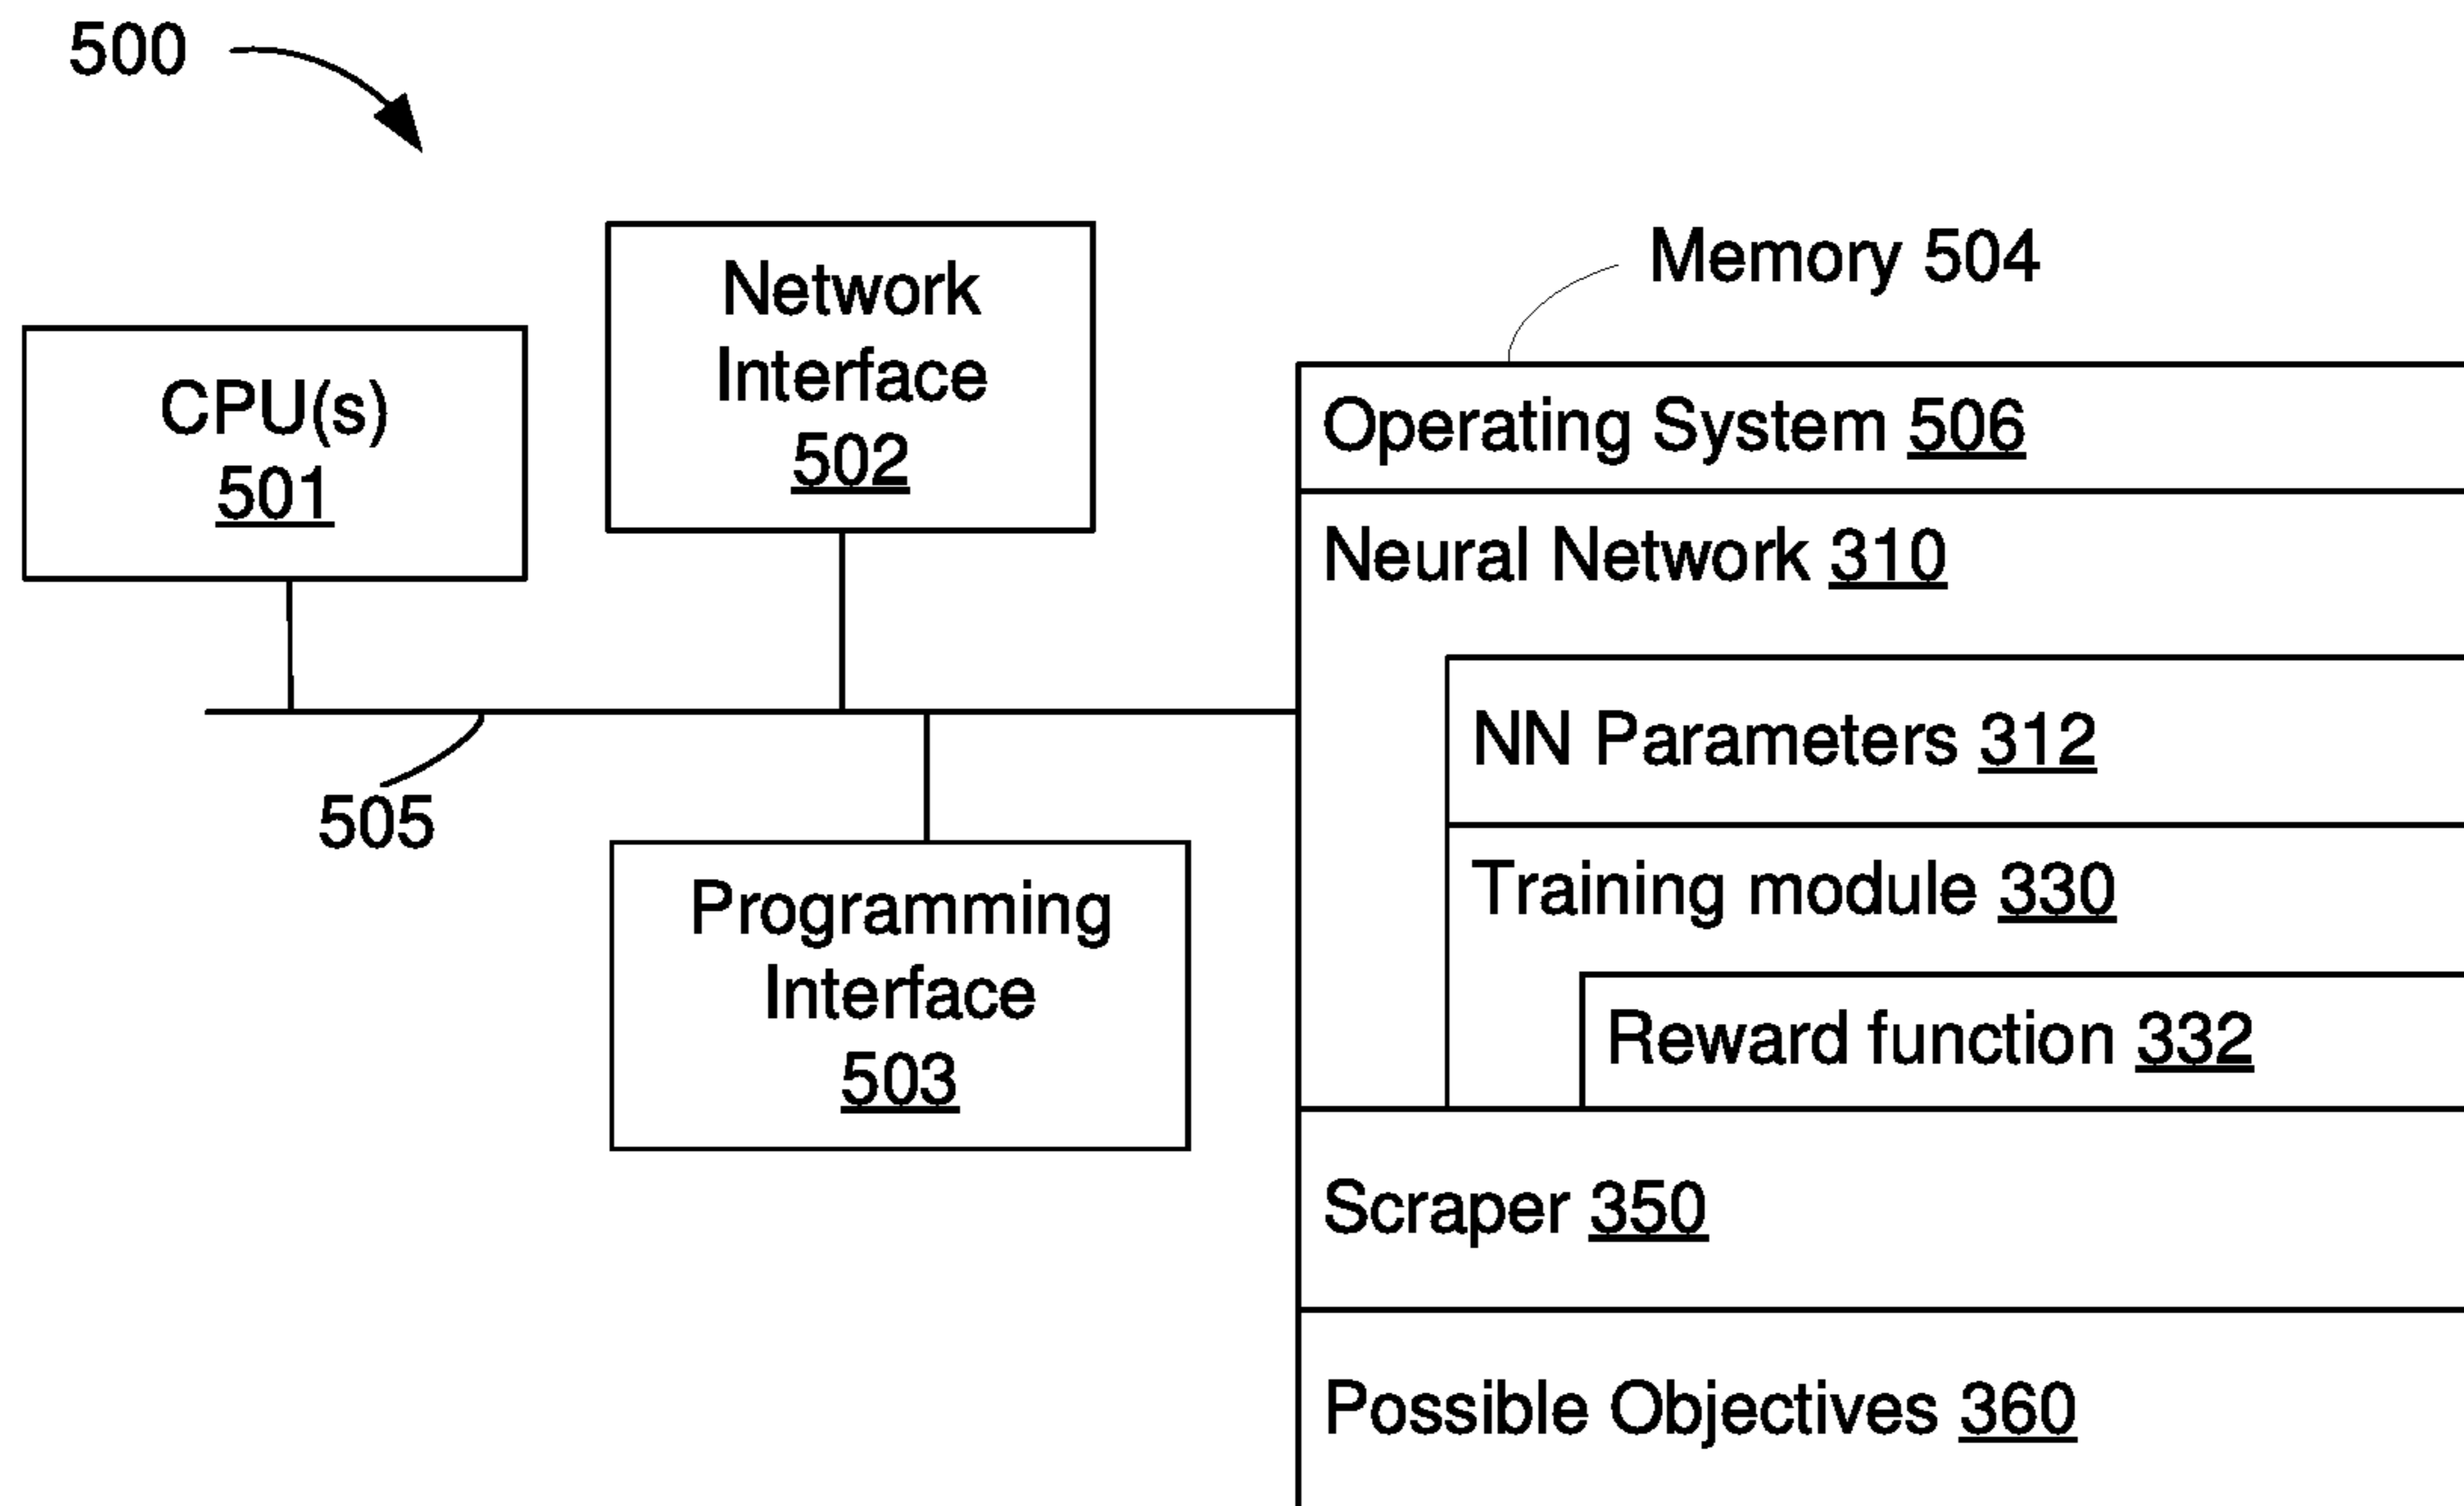 500
Network
Interface
502
Memory 504
CPU(s)
501
Operating System 506
Neural Network 310
NN Parameters 312
505
Training module 330
Programming
Interface
503
Reward function 332
Scraper 350
Possible Objectives 360